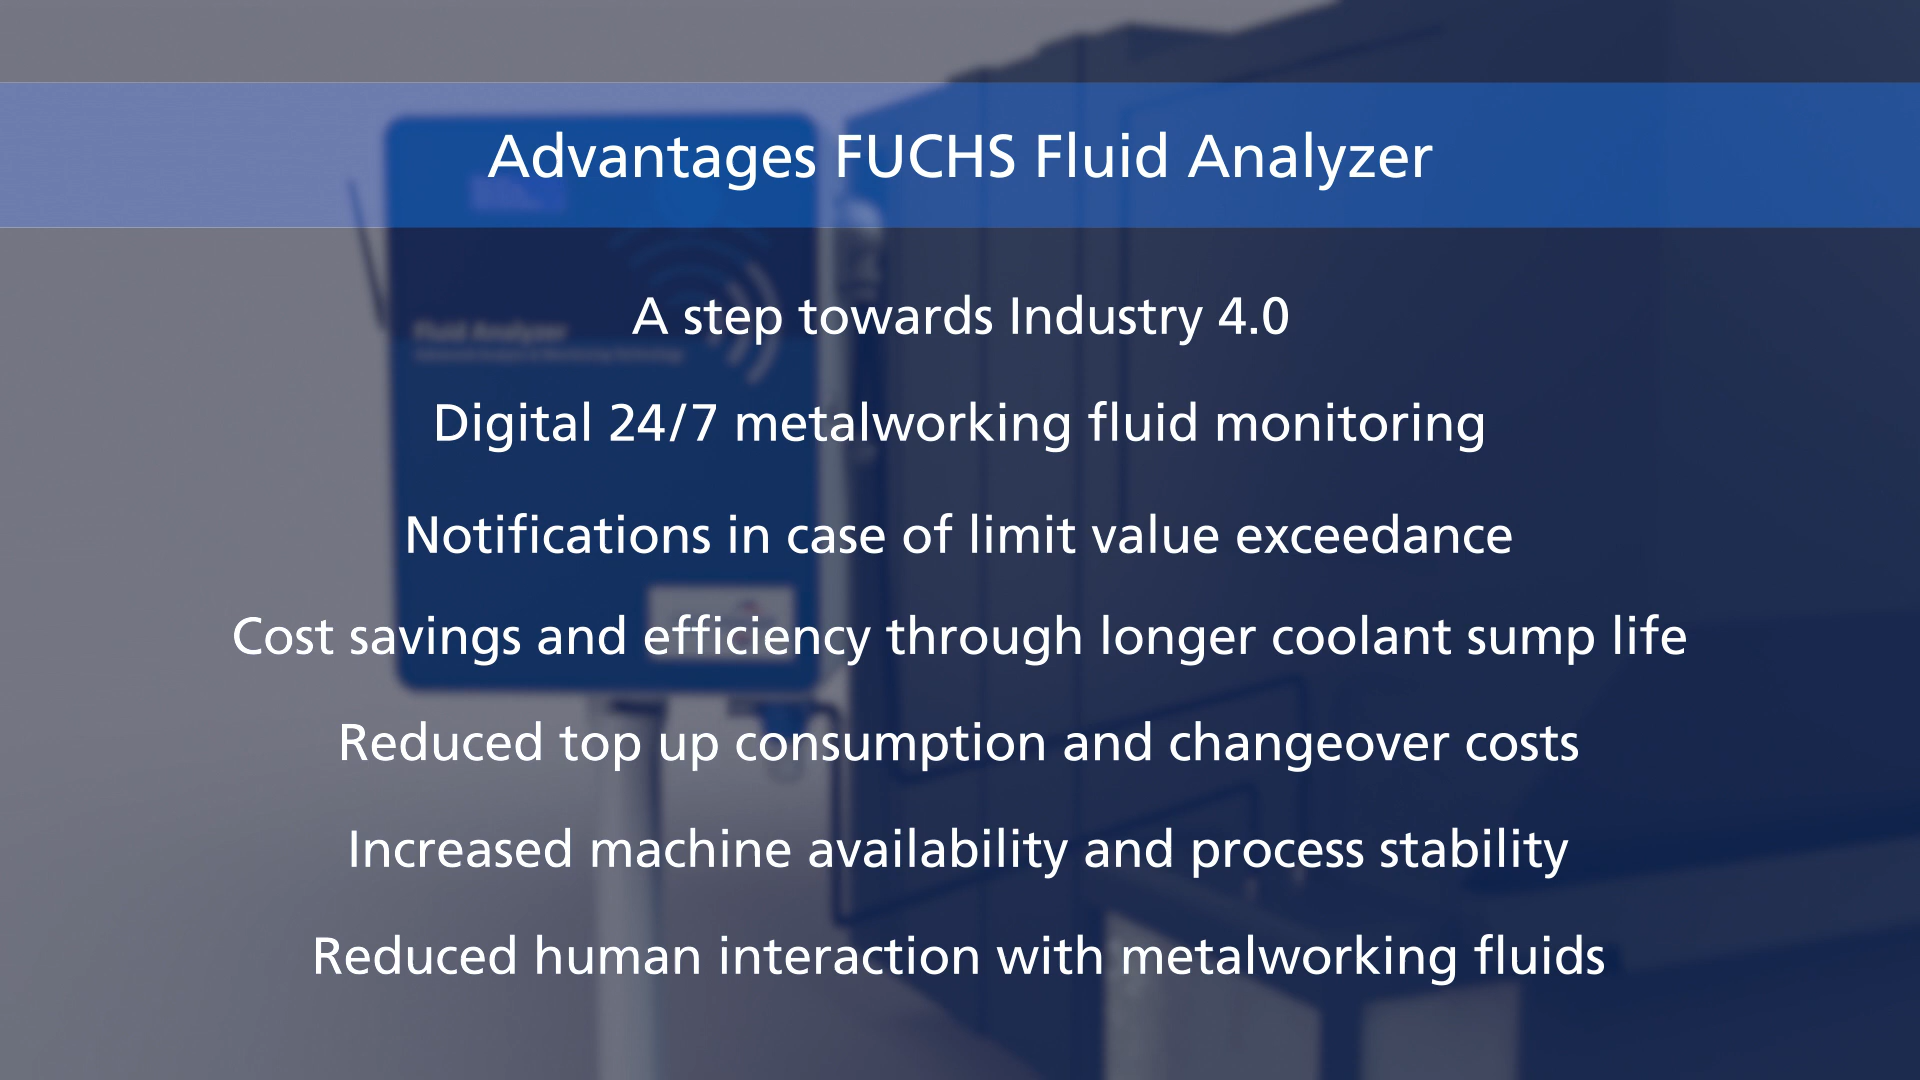 Advantages FUCHS Fluid Analyzer
A step towards Industry 4.0
Fluid Analyzer
Digital 24/7 metalworking fluid monitoring
Notifications in case of limit value exceedance
Cost savings and efficiency through longer coolant sump life
Reduced top up consumption and changeover costs
Increased machine availability and process stability
Reduced human interaction with metalworking fluids